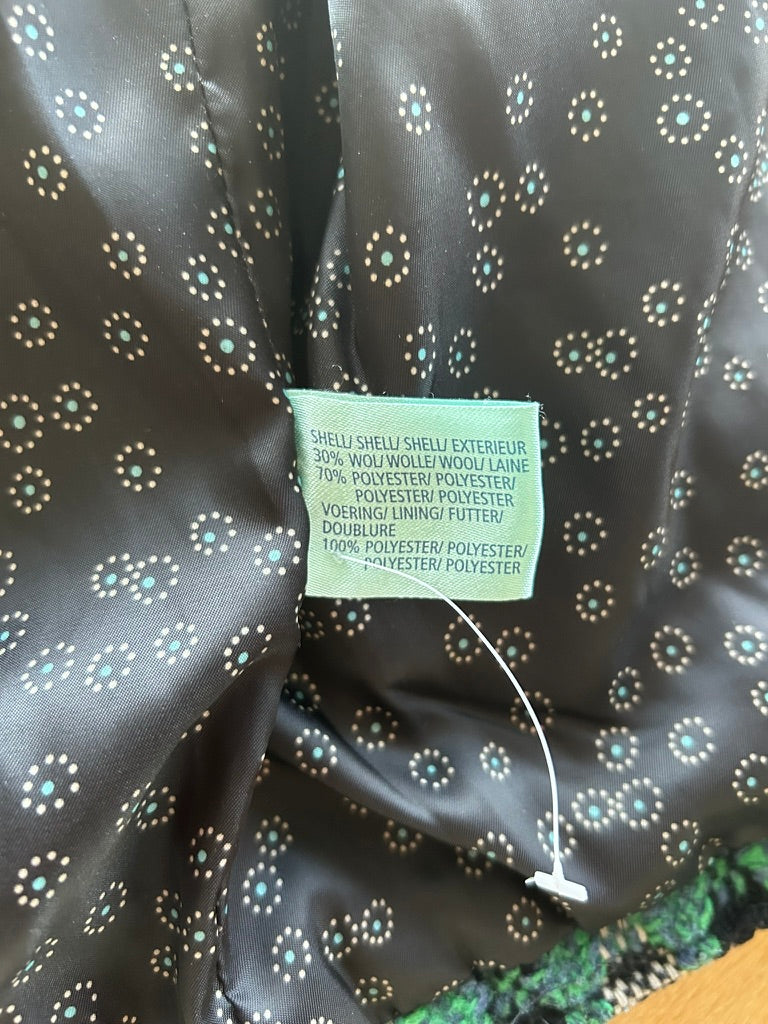 SHELL/ SHELL/ SHELL/ EXTERIEUR
30% WOL/ WOLLE/ WOOL/ LAINE
70% POLYESTER/ POLYESTER/
POLYESTER/ POLYESTER
VOERING/ LINING/ FUTTER/
DOUBLURE
100% POLYESTER/ POLYESTER/
POLYESTER/ POLYESTER